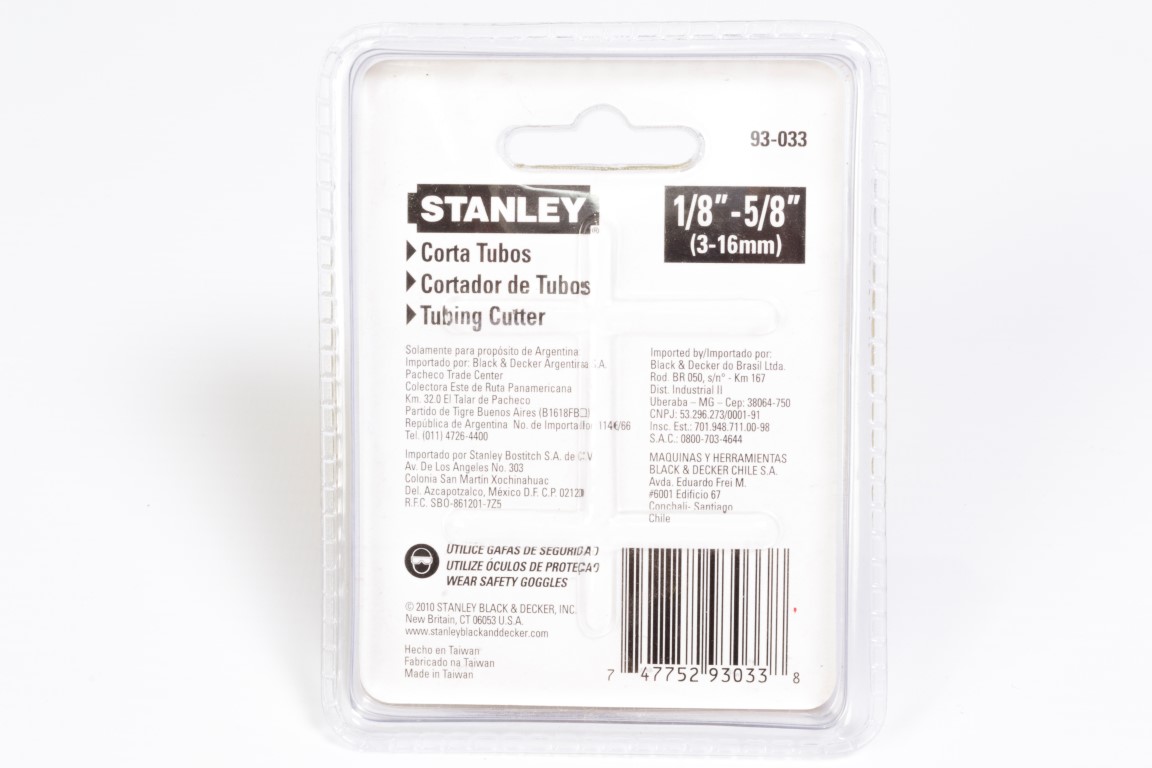 93-033
STANLEY
1/8" - 5/8"
(3-16mm)
Corta Tubos
Cortador de Tubos
Tubing Cutter
Solamente para propósito de Argentina
Importado por: Black & Decker Argentina S.A.
Pacheco Trade Center
Colectora Este de Ruta Panamericana
Km. 32.0 El Talar de Pacheco
Partido de Tigre Buenos Aires
República de Argentina No. de
Tel. (011) 4726-4400
Importado por Stanley Bostitch S.A. de C.V
Av. De Los Angeles No. 303
Colonia San Martín Xochinahuac
Del. Azcapotzalco, México D.F. C.P.
R.F.C. SBO-861201-7Z5
Imported by/Importado por:
Black & Decker do Brasil Ltda.
Rod. BR 050, s/n° - Km 167
Dist. Industrial II
Uberaba – MG – Cep: 38064-750
CNPJ: 53.296.273/0001-91
Insc. Est.: 701.948.711.00-98
S.A.C.: 0800-703-4644
MAQUINAS Y HERRAMIENTAS
BLACK & DECKER CHILE S.A.
Avda. Eduardo Frei M.
#6001 Edificio 67
Conchali- Santiago
Chile
UTILICE GAFAS DE SEGURIDAD
UTILIZE ÓCULOS DE PROTEÇAO
WEAR SAFETY GOGGLES
© 2010 STANLEY BLACK & DECKER, INC.
New Britain, CT 06053 U.S.A.
www.stanleyblackanddecker.com
Hecho en Taiwan
Fabricado na Taiwan
Made in Taiwan
7 47752 93033 8